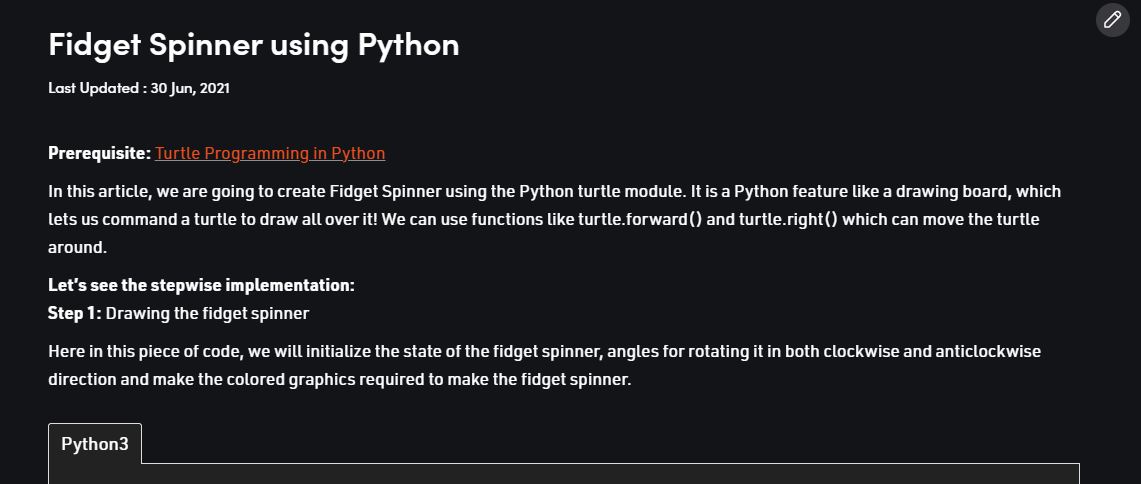 Fidget Spinner using Python
Last Updated : 30 Jun, 2021
Prerequisite: Turtle Programming in Python
In this article, we are going to create Fidget Spinner using the Python turtle module. It is a Python feature like a drawing board, which
lets us command a turtle to draw all over it! We can use functions like turtle.forward() and turtle.right() which can move the turtle
around.
Let’s see the stepwise implementation:
Step 1: Drawing the fidget spinner
Here in this piece of code, we will initialize the state of the fidget spinner, angles for rotating it in both clockwise and anticlockwise
direction and make the colored graphics required to make the fidget spinner.
Python3